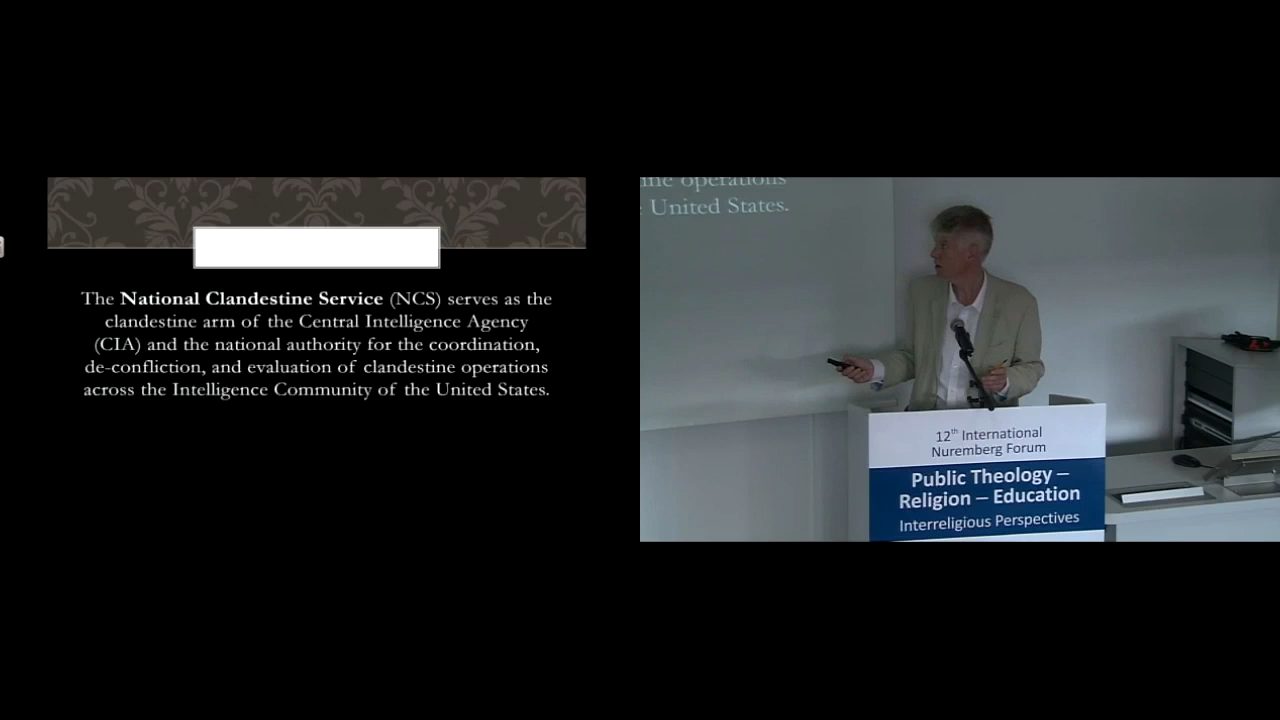 The National Clandestine Service (NCS) serves as the
clandestine arm of the Central Intelligence Agency
(CIA) and the national authority for the coordination,
de-confliction, and evaluation of clandestine operations
across the Intelligence Community of the United States.
operations
United States.
12th International
Nuremberg Forum
Public Theology –
Religion – Education
Interreligious Perspectives